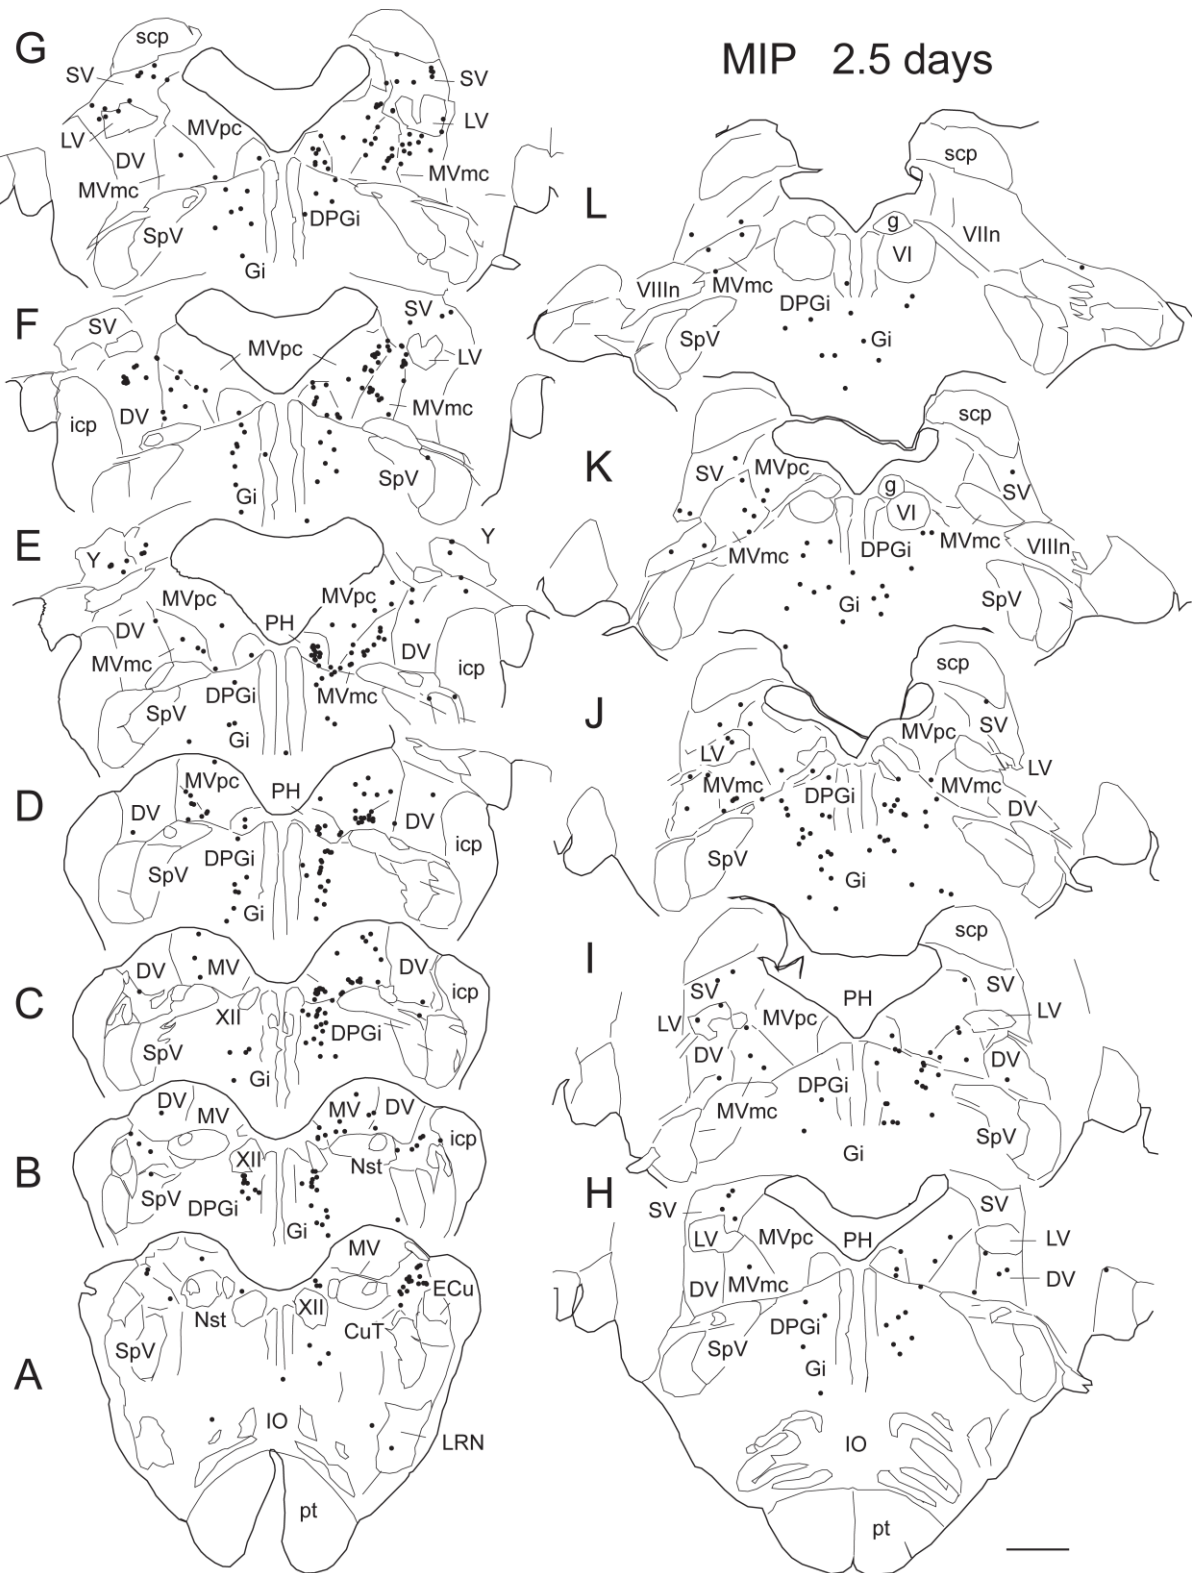 MIP 2.5 days
G
scp
SV
SV
LV
LV
MVpc
DV
MVmc
MVmc
SpV
DPGi
Gi
F
SV
SV
MVpc
LV
icp
DV
MVmc
SpV
Gi
E
Y
Y
MVpc
MVpc
PH
DV
DV
MVmc
icp
DPGi
MVmc
SpV
Gi
D
MVpc
PH
DV
DV
icp
SpV
DPGi
Gi
C
DV
MV
DV
icp
XII
DPGi
SpV
Gi
B
DV
MV
MV
DV
icp
XII
Nst
SpV
DPGi
Gi
A
MV
ECu
XII
Nst
CuT
SpV
IO
LRN
pt
L
scp
g
VIIn
VI
VIIIn
MVmc
DPGi
SpV
Gi
K
scp
SV
MVpc
g
SV
VI
MVmc
DPGi
MVmc
VIIIn
SpV
Gi
J
scp
SV
MVpc
LV
LV
MVmc
MVmc
DPGi
DV
SpV
Gi
I
scp
SV
SV
PH
LV
MVpc
LV
DV
DV
DPGi
MVmc
SpV
Gi
H
SV
SV
LV
MVpc
PH
LV
DV
MVmc
DV
DPGi
SpV
Gi
IO
pt